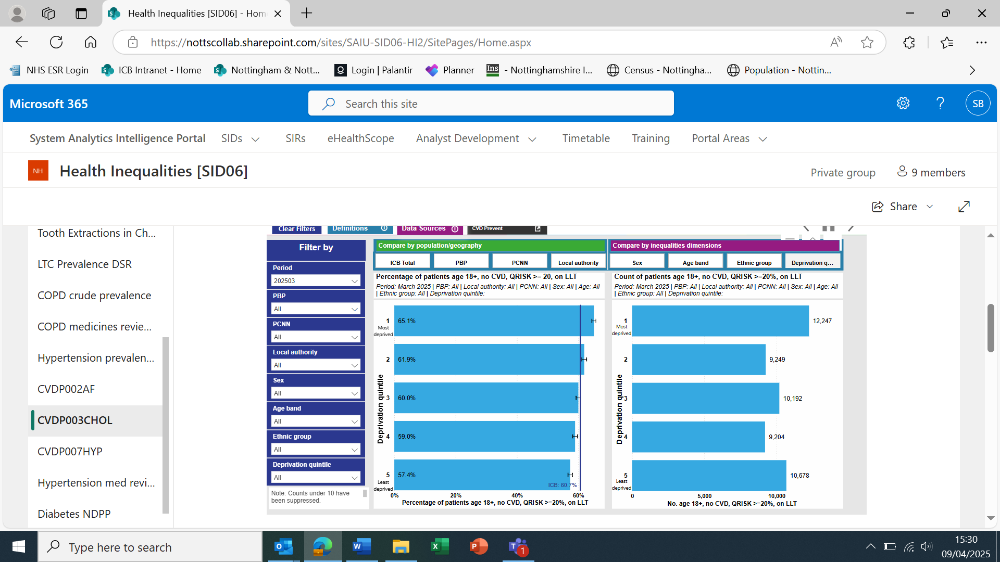 Health Inequalities [SID06] - Hom
https://nottscollab.sharepoint.com/sites/SAIU-SID06-HI2/SitePages/Home.aspx
NHS ESR Login
ICB Intranet - Home
Nottingham & Nott...
Login | Palantir
Planner
Ins - Nottinghamshire I...
Census - Nottingha...
Population - Nottin...
Microsoft 365
Search this site
SB
System Analytics Intelligence Portal
SIDs
SIRs
eHealthScope
Analyst Development
Timetable
Training
Portal Areas
NH
Health Inequalities [SID06]
Private group
9 members
Share
Tooth Extractions in Ch...
LTC Prevalence DSR
COPD crude prevalence
COPD medicines revie...
Hypertension prevalen...
CVDP002AF
CVDP003CHOL
CVDP007HYP
Hypertension med revi...
Diabetes NDPP
Clear Filters
Definitions
Data Sources
CVD Prevent
Filter by
Period
202503
PBP
All
PCNN
All
Local authority
All
Sex
All
Age band
All
Ethnic group
All
Deprivation quintile
All
Note: Counts under 10 have
been suppressed.
Compare by population/geography
ICB Total
PBP
PCNN
Local authority
Compare by inequalities dimensions
Sex
Age band
Ethnic group
Deprivation q...
Percentage of patients age 18+, no CVD, QRISK >= 20, on LLT
Period: March 2025 | PBP: All | Local authority: All | PCNN: All | Sex: All | Age: All
| Ethnic group: All | Deprivation quintile:
Deprivation quintile
1
Most
deprived
65.1%
2
61.9%
3
60.0%
4
59.0%
5
Least
deprived
57.4%
ICB: 60.7%
0%
20%
40%
60%
Percentage of patients age 18+, no CVD, QRISK >=20%, on LLT
Count of patients age 18+, no CVD, QRISK >=20%, on LLT
Period: March 2025 | PBP: All | Local authority: All | PCNN: All | Sex: All | Age: All
| Ethnic group: All | Deprivation quintile:
Deprivation quintile
1
Most
deprived
12,247
2
9,249
3
10,192
4
9,204
5
Least
deprived
10,678
0
5,000
10,000
No. age 18+, no CVD, QRISK >=20%, on LLT
Type here to search
1
15:30
09/04/2025